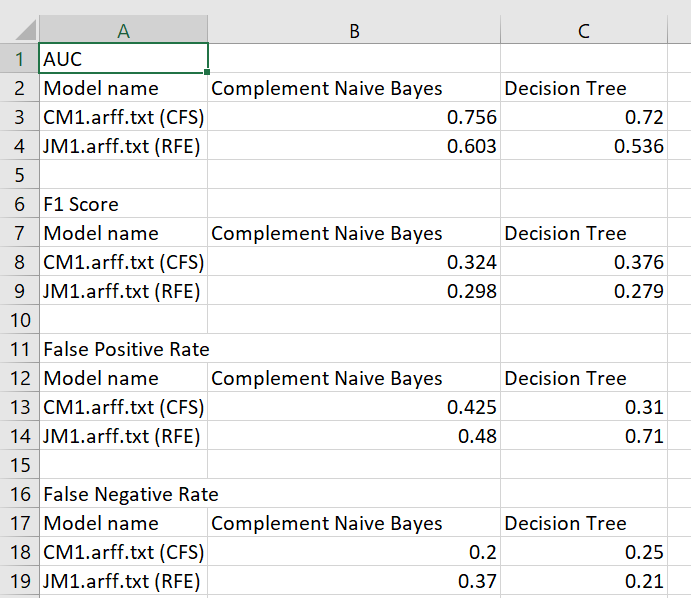 A B C
1 AUC
2 Model name Complement Naive Bayes Decision Tree
3 CM1.arff.txt (CFS) 0.756 0.72
4 JM1.arff.txt (RFE) 0.603 0.536
5
6 F1 Score
7 Model name Complement Naive Bayes Decision Tree
8 CM1.arff.txt (CFS) 0.324 0.376
9 JM1.arff.txt (RFE) 0.298 0.279
10
11 False Positive Rate
12 Model name Complement Naive Bayes Decision Tree
13 CM1.arff.txt (CFS) 0.425 0.31
14 JM1.arff.txt (RFE) 0.48 0.71
15
16 False Negative Rate
17 Model name Complement Naive Bayes Decision Tree
18 CM1.arff.txt (CFS) 0.2 0.25
19 JM1.arff.txt (RFE) 0.37 0.21